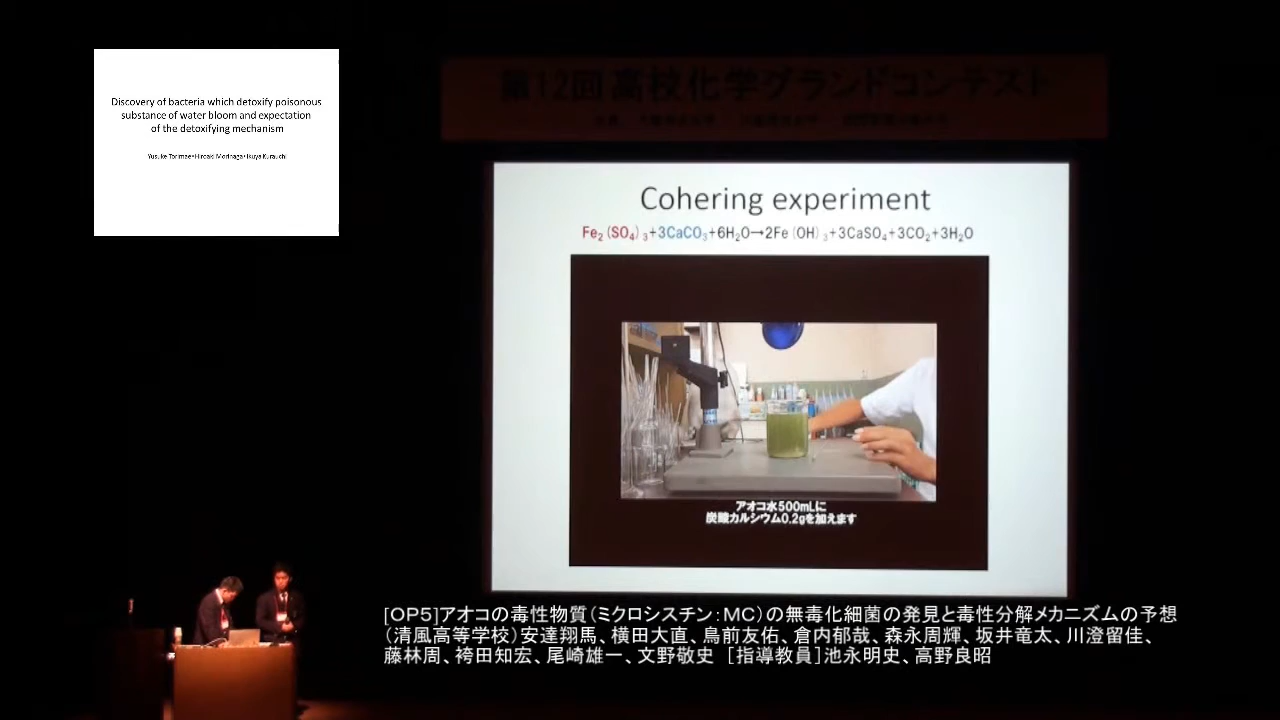 Discovery of bacteria which detoxify poisonous
substance of water bloom and expectation
of the detoxifying mechanism
Yusuke Torimae・Hiroaki Morinaga・Ikuya Kurauchi
第12回高校化学グランドコンテスト
Cohering experiment
Fe₂(SO₄)₃+3CaCO₃+6H₂O→2Fe(OH)₃+3CaSO₄+3CO₂+3H₂O
アオコ水500mLに
炭酸カルシウム0.2gを加えます
[OP5]アオコの毒性物質(ミクロシスチン:MC)の無毒化細菌の発見と毒性分解メカニズムの予想
(清風高等学校)安達翔馬、横田大直、鳥前友佑、倉内郁哉、森永周輝、坂井竜太、川澄留佳、
藤林周、袴田知宏、尾崎雄一、文野敬史 [指導教員]池永明史、高野良昭